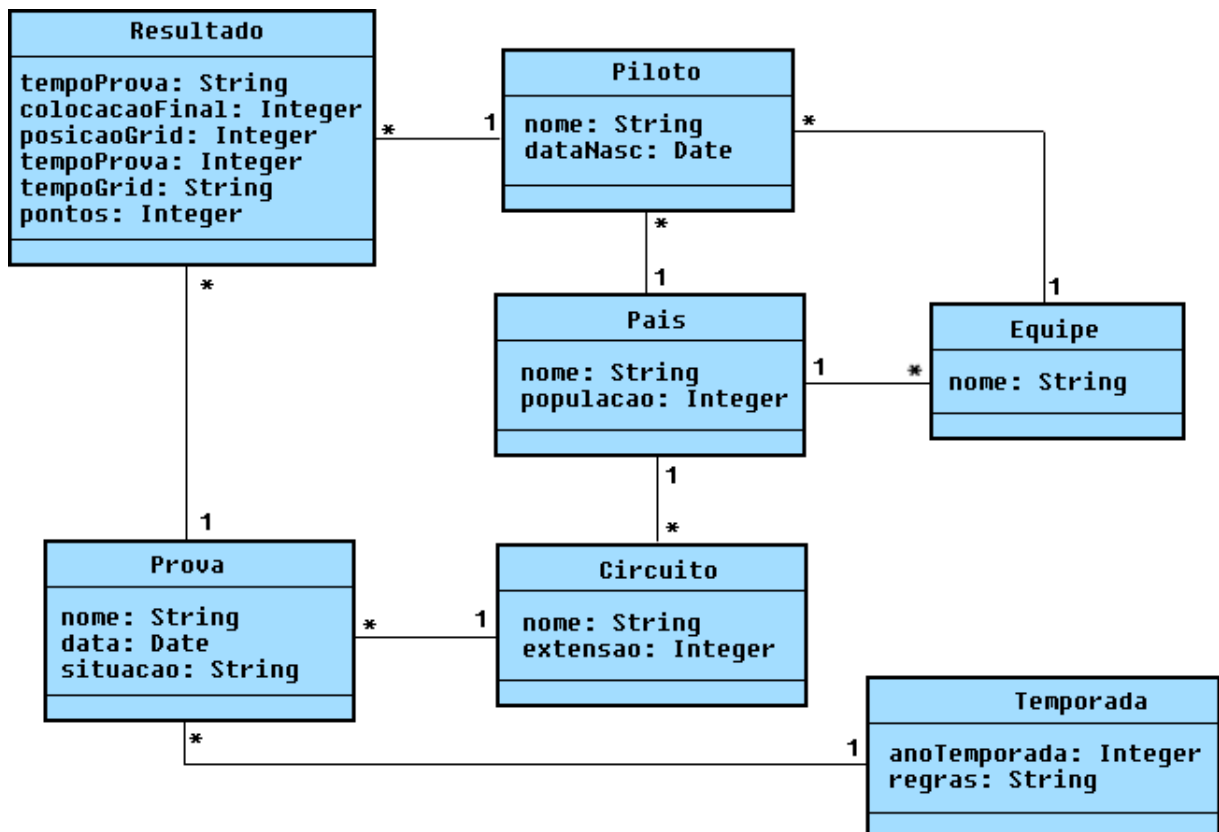 Resultado
tempoProva: String
colocacaoFinal: Integer
posicaoGrid: Integer
tempoProva: Integer
tempoGrid: String
pontos: Integer
*
1
Piloto
nome: String
dataNasc: Date
*
*
1
1
*
Pais
nome: String
populacao: Integer
1
*
Equipe
nome: String
1
*
1
Prova
nome: String
data: Date
situacao: String
*
1
Circuito
nome: String
extensao: Integer
*
1
Temporada
anoTemporada: Integer
regras: String